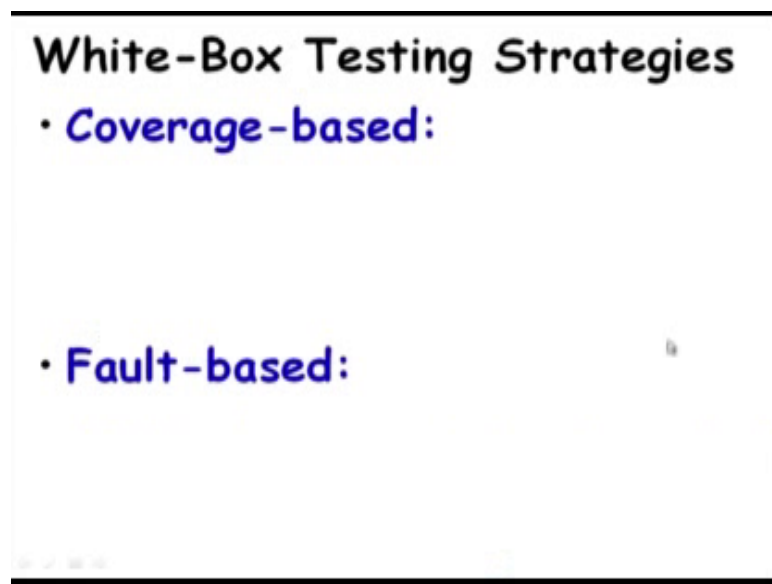 White-Box Testing Strategies
• Coverage-based:
• Fault-based: